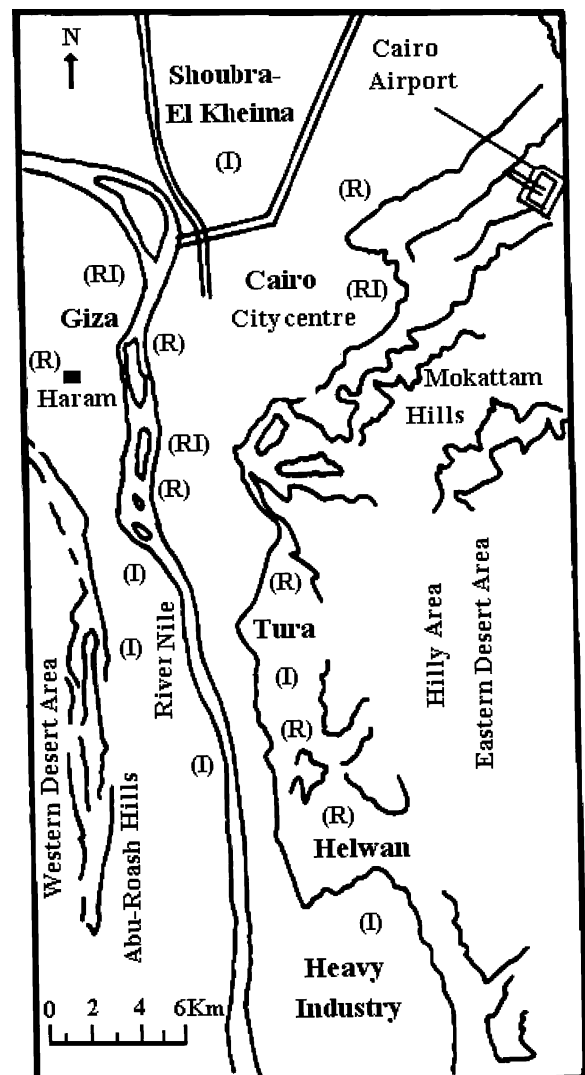 N
Cairo
Airport
Shoubra-
El Kheima
(I)
(R)
(RI)
Cairo
(RI)
Giza
City centre
(R)
(R)
Haram
Mokattam
Hills
(RI)
(R)
(I)
(R)
Tura
(I)
(I)
River Nile
Hilly Area
Eastern Desert Area
(R)
(I)
Western Desert Area
Abu-Roash Hills
(R)
Helwan
(I)
Heavy
Industry
0 2 4 6Km